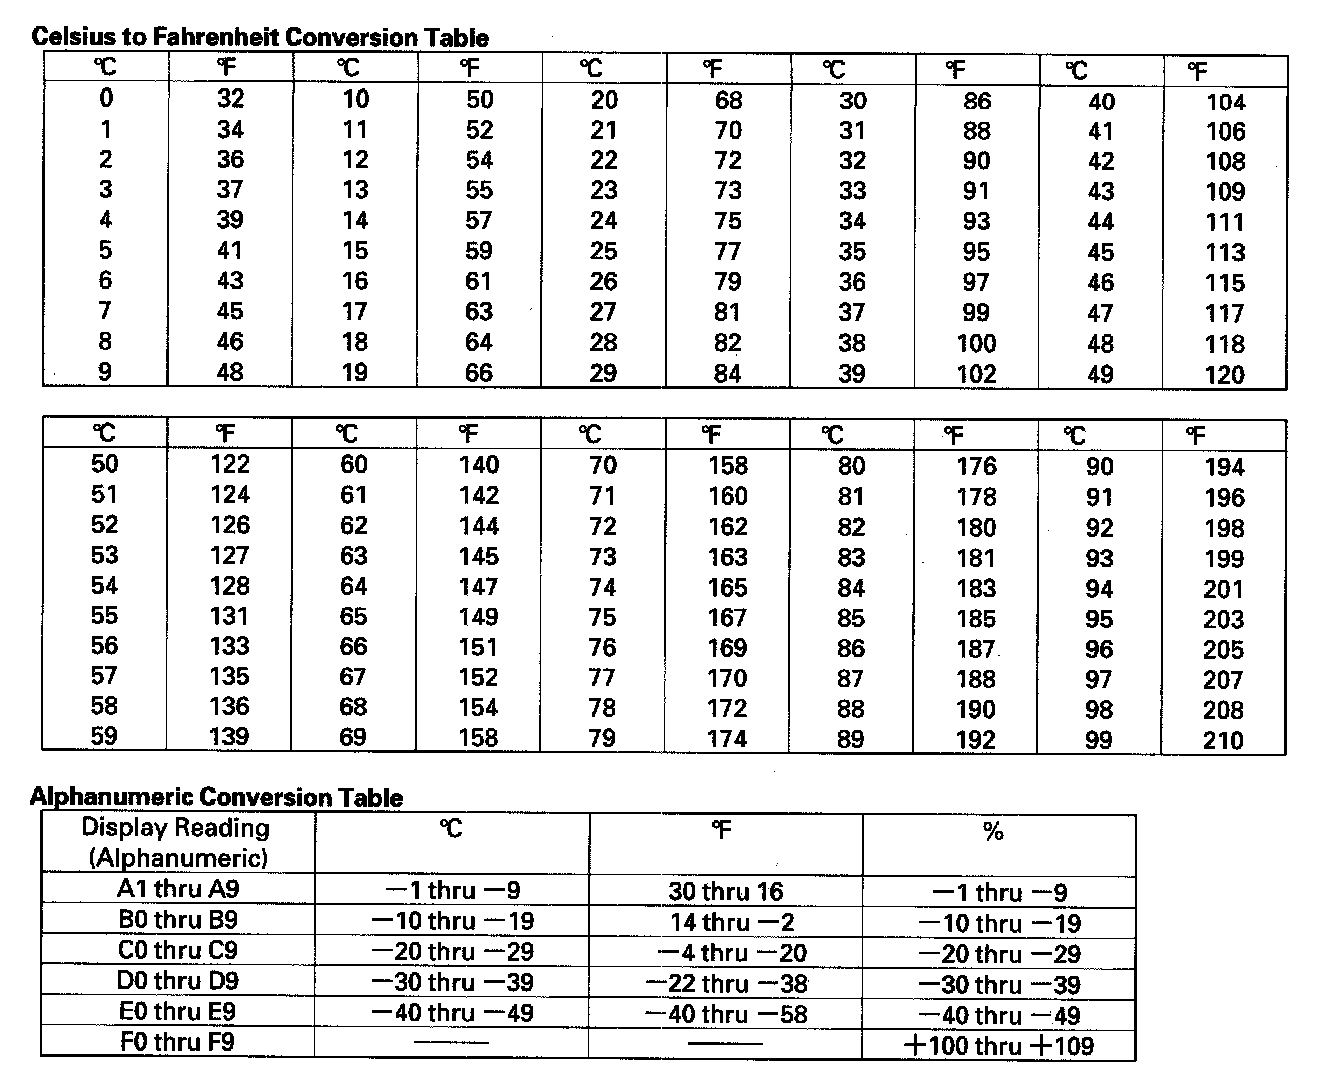 Celsius to Fahrenheit Conversion Table
°C °F °C °F °C °F °C °F °C °F
0 32 10 50 20 68 30 86 40 104
1 34 11 52 21 70 31 88 41 106
2 36 12 54 22 72 32 90 42 108
3 37 13 55 23 73 33 91 43 109
4 39 14 57 24 75 34 93 44 111
5 41 15 59 25 77 35 95 45 113
6 43 16 61 26 79 36 97 46 115
7 45 17 63 27 81 37 99 47 117
8 46 18 64 28 82 38 100 48 118
9 48 19 66 29 84 39 102 49 120
°C °F °C °F °C °F °C °F °C °F
50 122 60 140 70 158 80 176 90 194
51 124 61 142 71 160 81 178 91 196
52 126 62 144 72 162 82 180 92 198
53 127 63 145 73 163 83 181 93 199
54 128 64 147 74 165 84 183 94 201
55 131 65 149 75 167 85 185 95 203
56 133 66 151 76 169 86 187 96 205
57 135 67 152 77 170 87 188 97 207
58 136 68 154 78 172 88 190 98 208
59 139 69 158 79 174 89 192 99 210
Alphanumeric Conversion Table
Display Reading °C °F %
(Alphanumeric)
A1 thru A9 −1 thru −9 30 thru 16 −1 thru −9
B0 thru B9 −10 thru −19 14 thru −2 −10 thru −19
C0 thru C9 −20 thru −29 −4 thru −20 −20 thru −29
D0 thru D9 −30 thru −39 −22 thru −38 −30 thru −39
E0 thru E9 −40 thru −49 −40 thru −58 −40 thru −49
F0 thru F9 —— —— +100 thru +109